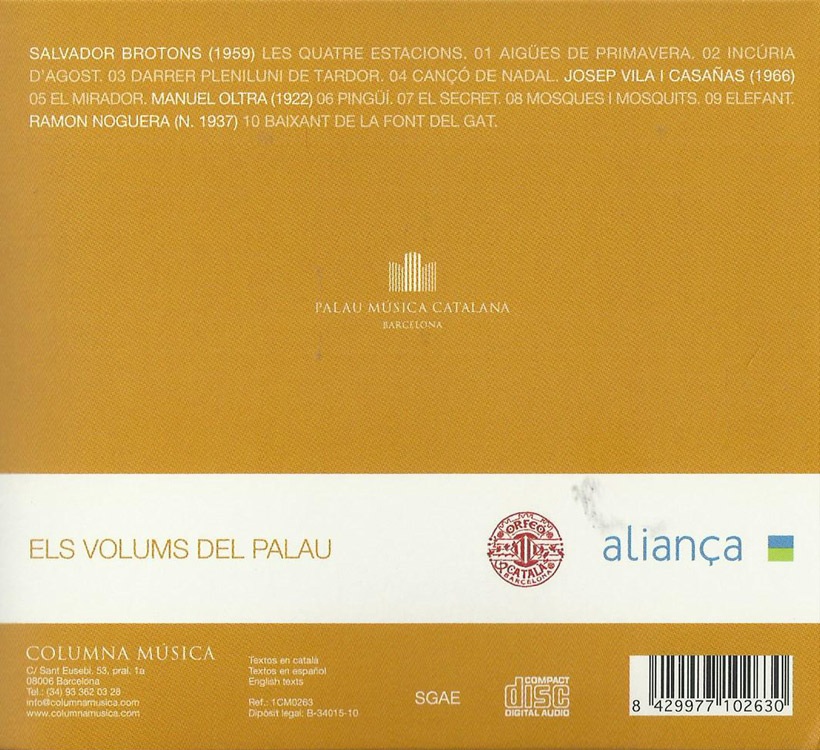 SALVADOR BROTONS (1959) LES QUATRE ESTACIONS. 01 AIGÜES DE PRIMAVERA. 02 INCÚRIA
D'AGOST. 03 DARRER PLENILUNI DE TARDOR. 04 CANÇÓ DE NADAL. JOSEP VILA I CASAÑAS (1966)
05 EL MIRADOR. MANUEL OLTRA (1922) 06 PINGÜÍ. 07 EL SECRET. 08 MOSQUES I MOSQUITS. 09 ELEFANT.
RAMON NOGUERA (N. 1937) 10 BAIXANT DE LA FONT DEL GAT.
PALAU MÚSICA CATALANA
BARCELONA
ELS VOLUMS DEL PALAU
ORFEO
CATALA
BARCELONA
aliança
COLUMNA MÚSICA
C/ Sant Eusebi, 53, pral. 1a
08006 Barcelona
Tel.: (34) 93 362 03 28
info@columnamusica.com
www.columnamusica.com
Textos en català
Textos en español
English texts
Ref.: 1CM0263
Dipòsit legal: B-34015-10
SGAE
COMPACT
disc
DIGITAL AUDIO
8 429977 102630